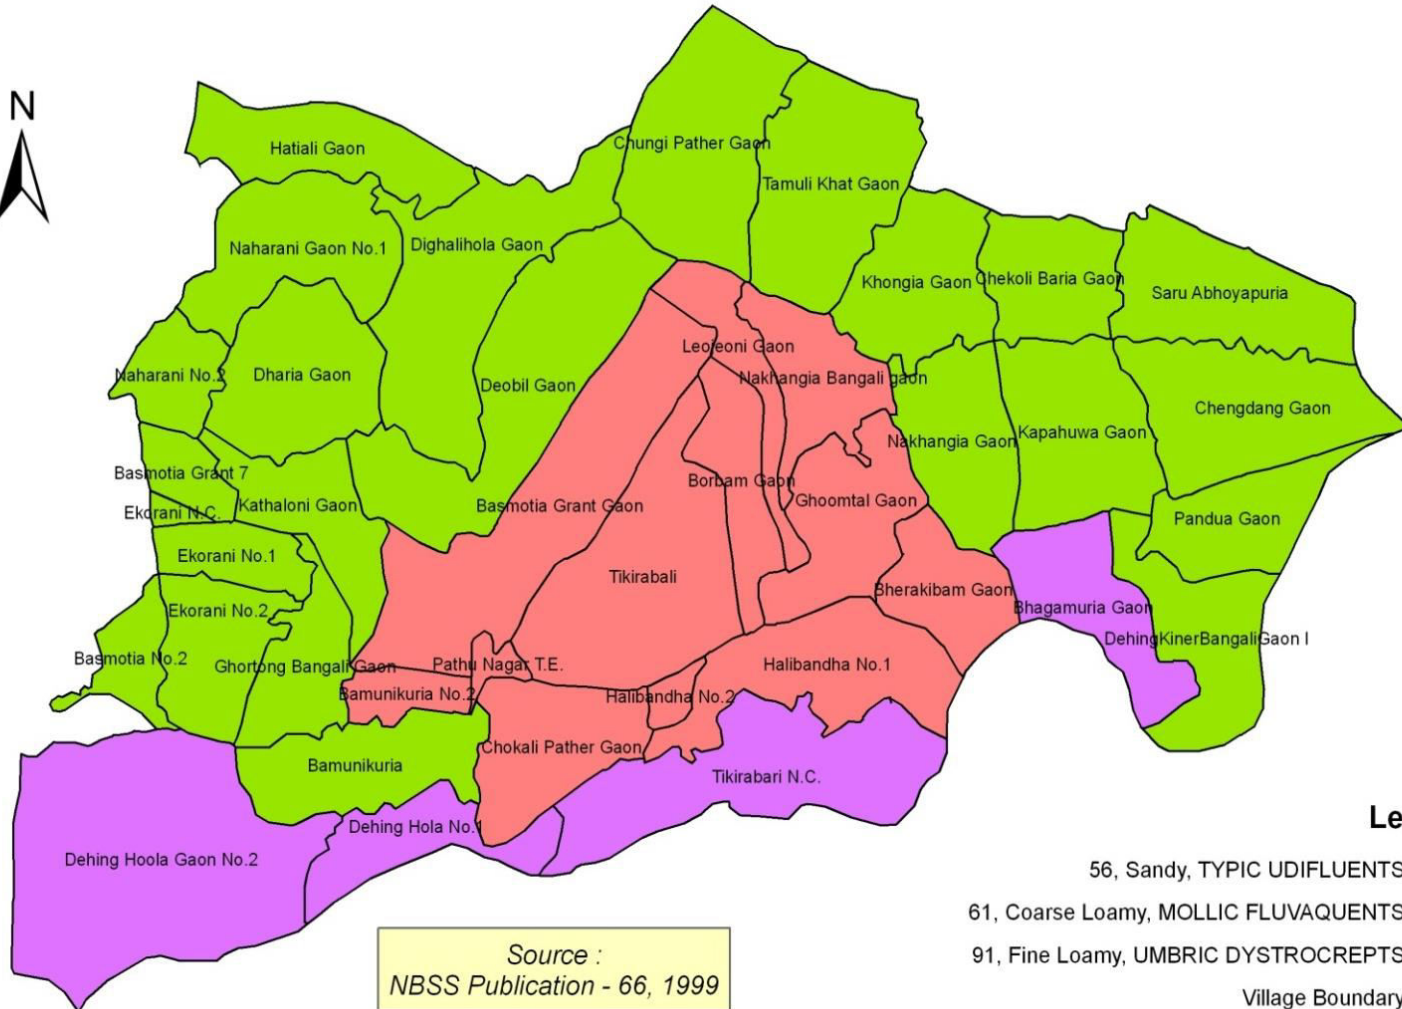 N
Hatiali Gaon
Chungi Pather Gaon
Tamuli Khat Gaon
Naharani Gaon No.1
Dighalihola Gaon
Khongia Gaon
Chekoli Baria Gaon
Saru Abhoyapuria
Leojeoni Gaon
Naharani No.2
Dharia Gaon
Deobil Gaon
Nakhangia Bangali gaon
Chengdang Gaon
Nakhangia Gaon
Kapahuwa Gaon
Basmotia Grant 7
Kathaloni Gaon
Basmotia Grant Gaon
Borbam Gaon
Ghoomtal Gaon
Ekorani N.C.
Pandua Gaon
Ekorani No.1
Tikirabali
Bherakibam Gaon
Ekorani No.2
Bhagamuria Gaon
DehingKinerBangaliGaon I
Basmotia No.2
Ghortong Bangali Gaon
Pathu Nagar T.E.
Halibandha No.1
Bamunikuria No.2
Halibandha No.2
Chokali Pather Gaon
Bamunikuria
Tikirabari N.C.
Dehing Hola No.1
Dehing Hoola Gaon No.2
Le
56, Sandy, TYPIC UDIFLUENTS
61, Coarse Loamy, MOLLIC FLUVAQUENTS
91, Fine Loamy, UMBRIC DYSTROCREPTS
Village Boundary
Source :
NBSS Publication - 66, 1999